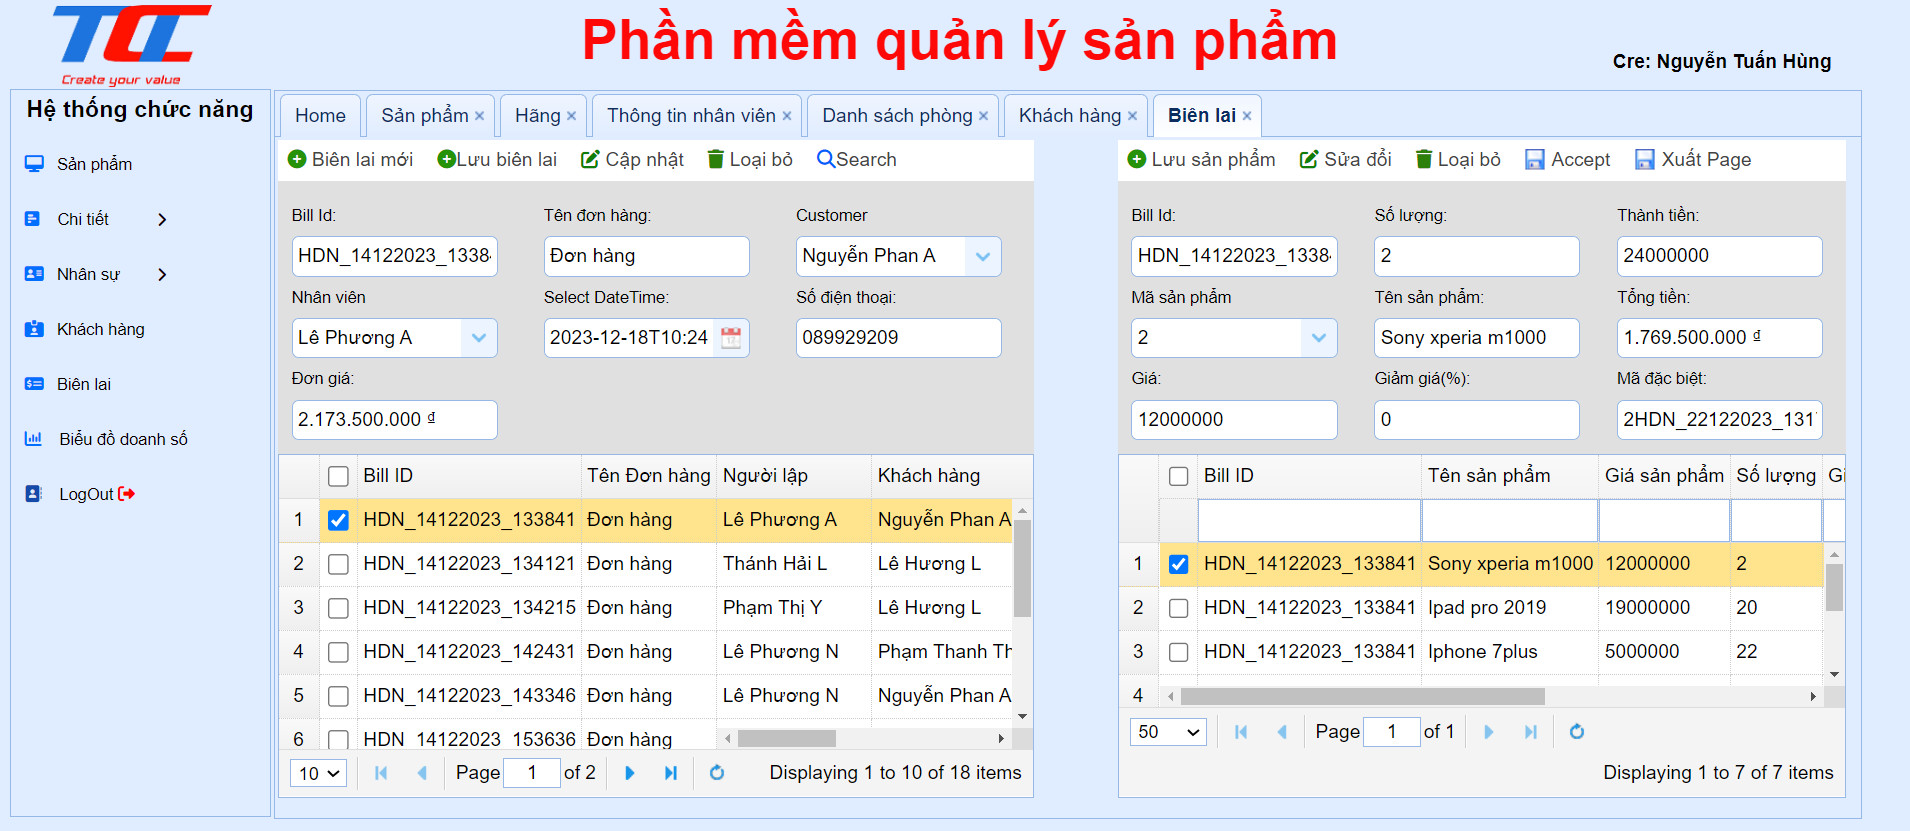 TCC
Create your value
Phần mềm quản lý sản phẩm
Cre: Nguyễn Tuấn Hùng
Hệ thống chức năng
Sản phẩm
Chi tiết
Nhân sự
Khách hàng
Biên lai
Biểu đồ doanh số
LogOut
Home Sản phẩm × Hãng × Thông tin nhân viên × Danh sách phòng × Khách hàng × Biên lai ×
Biên lai mới Lưu biên lai Cập nhật Loại bỏ Search
Bill Id: Tên đơn hàng: Customer
HDN_14122023_1338 Đơn hàng Nguyễn Phan A
Nhân viên Select DateTime: Số điện thoại:
Lê Phương A 2023-12-18T10:24 089929209
Đơn giá:
2.173.500.000 ₫
Bill ID Tên Đơn hàng Người lập Khách hàng
1 HDN_14122023_133841 Đơn hàng Lê Phương A Nguyễn Phan A
2 HDN_14122023_134121 Đơn hàng Thánh Hải L Lê Hương L
3 HDN_14122023_134215 Đơn hàng Phạm Thị Y Lê Hương L
4 HDN_14122023_142431 Đơn hàng Lê Phương N Phạm Thanh Th
5 HDN_14122023_143346 Đơn hàng Lê Phương N Nguyễn Phan A
6 HDN_14122023_153636 Đơn hàng
10 Page 1 of 2 Displaying 1 to 10 of 18 items
Lưu sản phẩm Sửa đổi Loại bỏ Accept Xuất Page
Bill Id: Số lượng: Thành tiền:
HDN_14122023_1338 2 24000000
Mã sản phẩm Tên sản phẩm: Tổng tiền:
2 Sony xperia m1000 1.769.500.000 ₫
Giá: Giảm giá(%): Mã đặc biệt:
12000000 0 2HDN_22122023_131
Bill ID Tên sản phẩm Giá sản phẩm Số lượng Gi
1 HDN_14122023_133841 Sony xperia m1000 12000000 2
2 HDN_14122023_133841 Ipad pro 2019 19000000 20
3 HDN_14122023_133841 Iphone 7plus 5000000 22
4
50 Page 1 of 1
Displaying 1 to 7 of 7 items